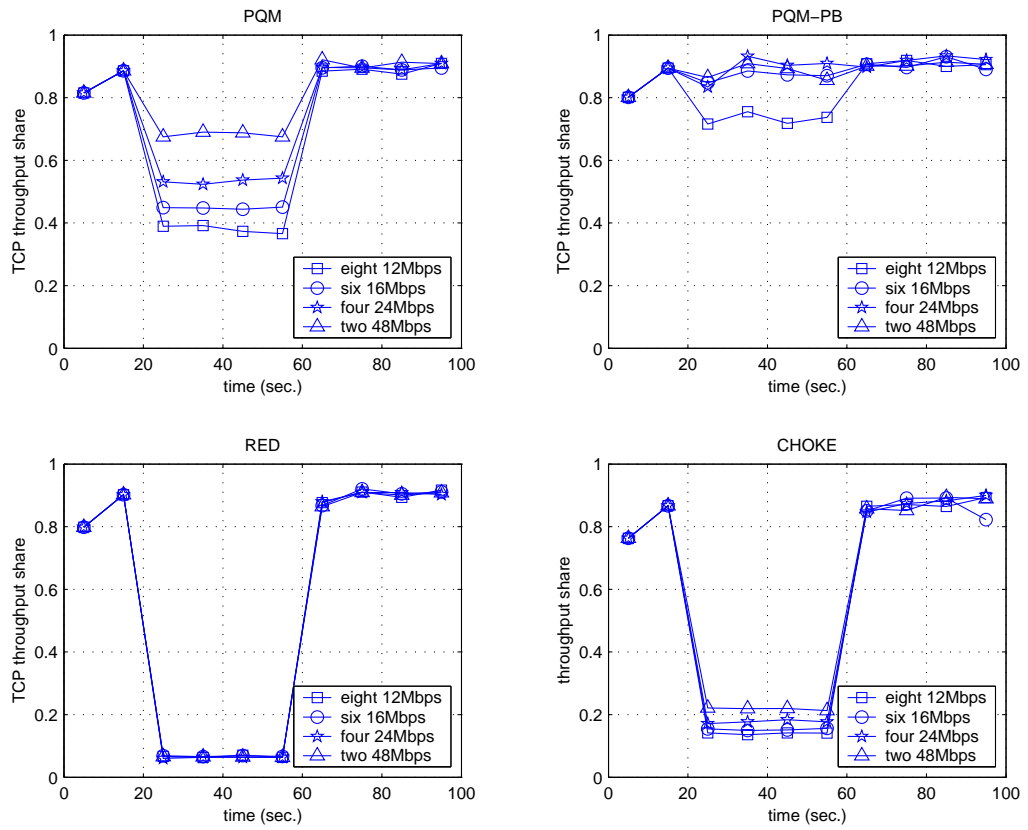 PQM
1
0.8
0.6
0.4
0.2
0
TCP throughput share
eight 12Mbps
six 16Mbps
four 24Mbps
two 48Mbps
0 20 40 60 80 100
time (sec.)
PQM−PB
1
0.8
0.6
0.4
0.2
0
TCP throughput share
eight 12Mbps
six 16Mbps
four 24Mbps
two 48Mbps
0 20 40 60 80 100
time (sec.)
RED
1
0.8
0.6
0.4
0.2
0
TCP throughput share
eight 12Mbps
six 16Mbps
four 24Mbps
two 48Mbps
0 20 40 60 80 100
time (sec.)
CHOKE
1
0.8
0.6
0.4
0.2
0
throughput share
eight 12Mbps
six 16Mbps
four 24Mbps
two 48Mbps
0 20 40 60 80 100
time (sec.)